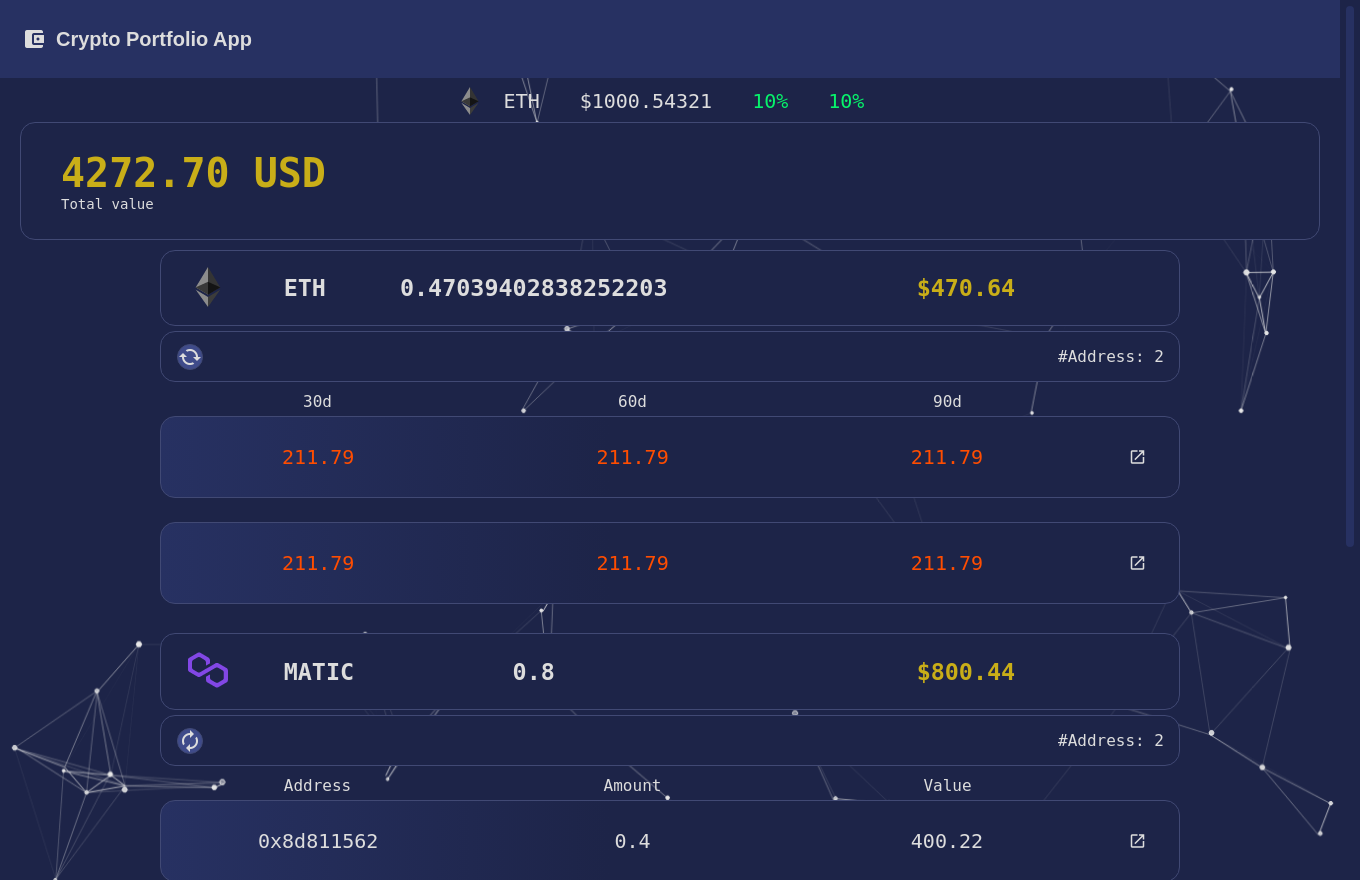 Crypto Portfolio App
ETH $1000.54321 10% 10%
4272.70 USD
Total value
ETH 0.47039402838252203 $470.64
#Address: 2
30d 60d 90d
211.79 211.79 211.79
211.79 211.79 211.79
MATIC 0.8 $800.44
#Address: 2
Address Amount Value
0x8d811562 0.4 400.22